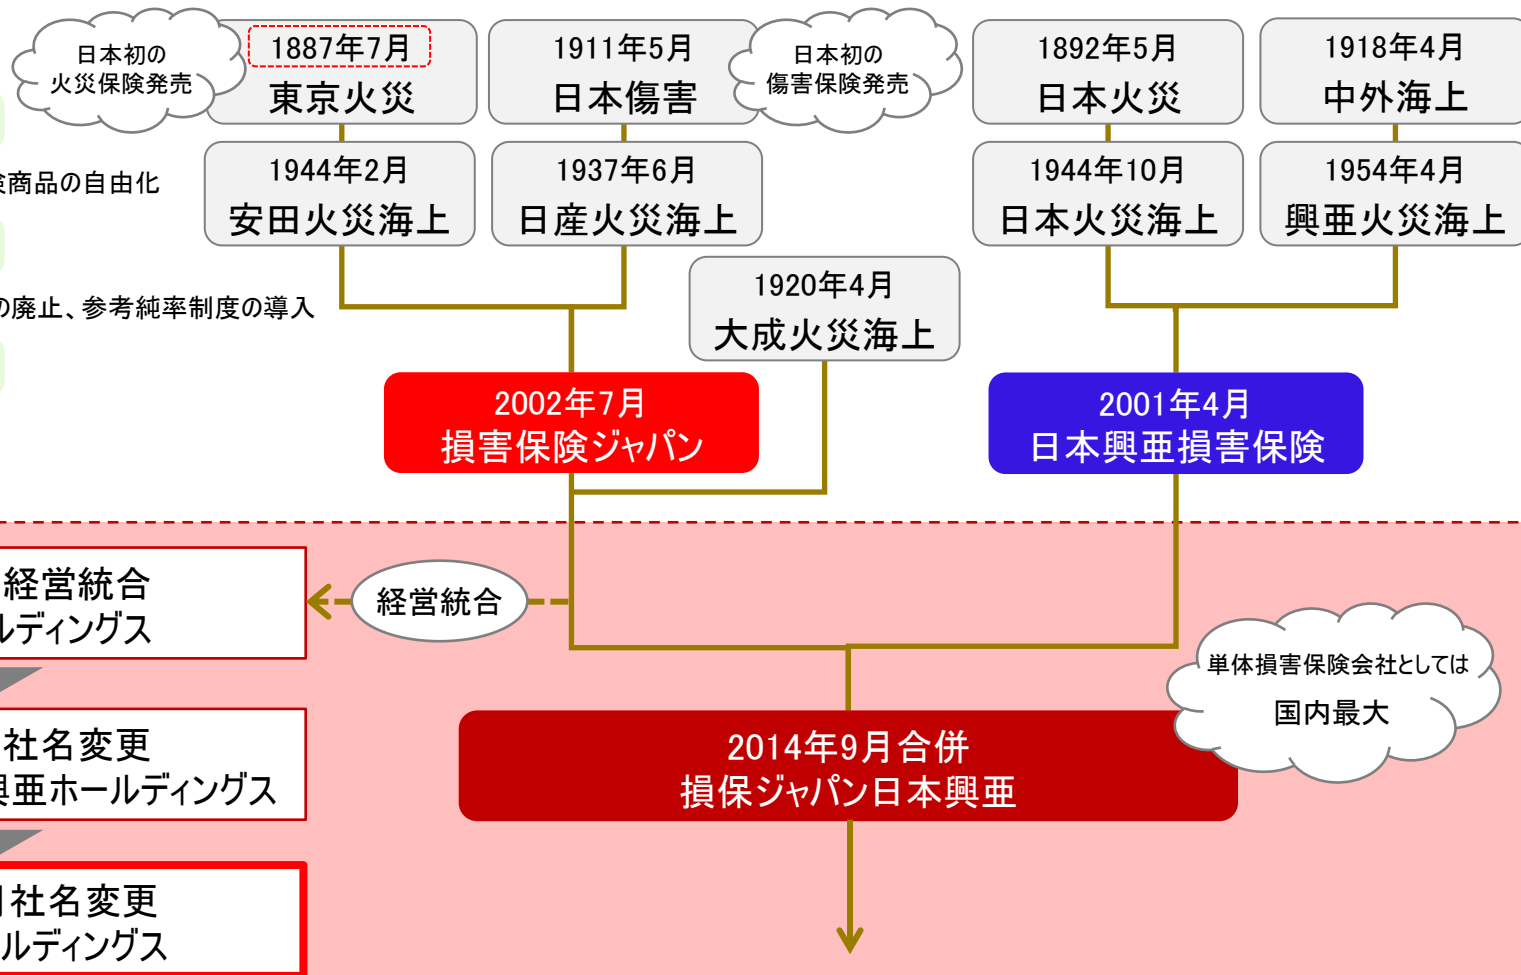 日本初の
火災保険発売
1887年7月
東京火災
1911年5月
日本傷害
日本初の
傷害保険発売
1892年5月
日本火災
1918年4月
中外海上
1944年2月
安田火災海上
1937年6月
日産火災海上
1944年10月
日本火災海上
1954年4月
興亜火災海上
険商品の自由化
の廃止、参考純率制度の導入
1920年4月
大成火災海上
2002年7月
損害保険ジャパン
2001年4月
日本興亜損害保険
経営統合
ルディングス
経営統合
単体損害保険会社としては
国内最大
社名変更
興亜ホールディングス
2014年9月合併
損保ジャパン日本興亜
月社名変更
ールディングス